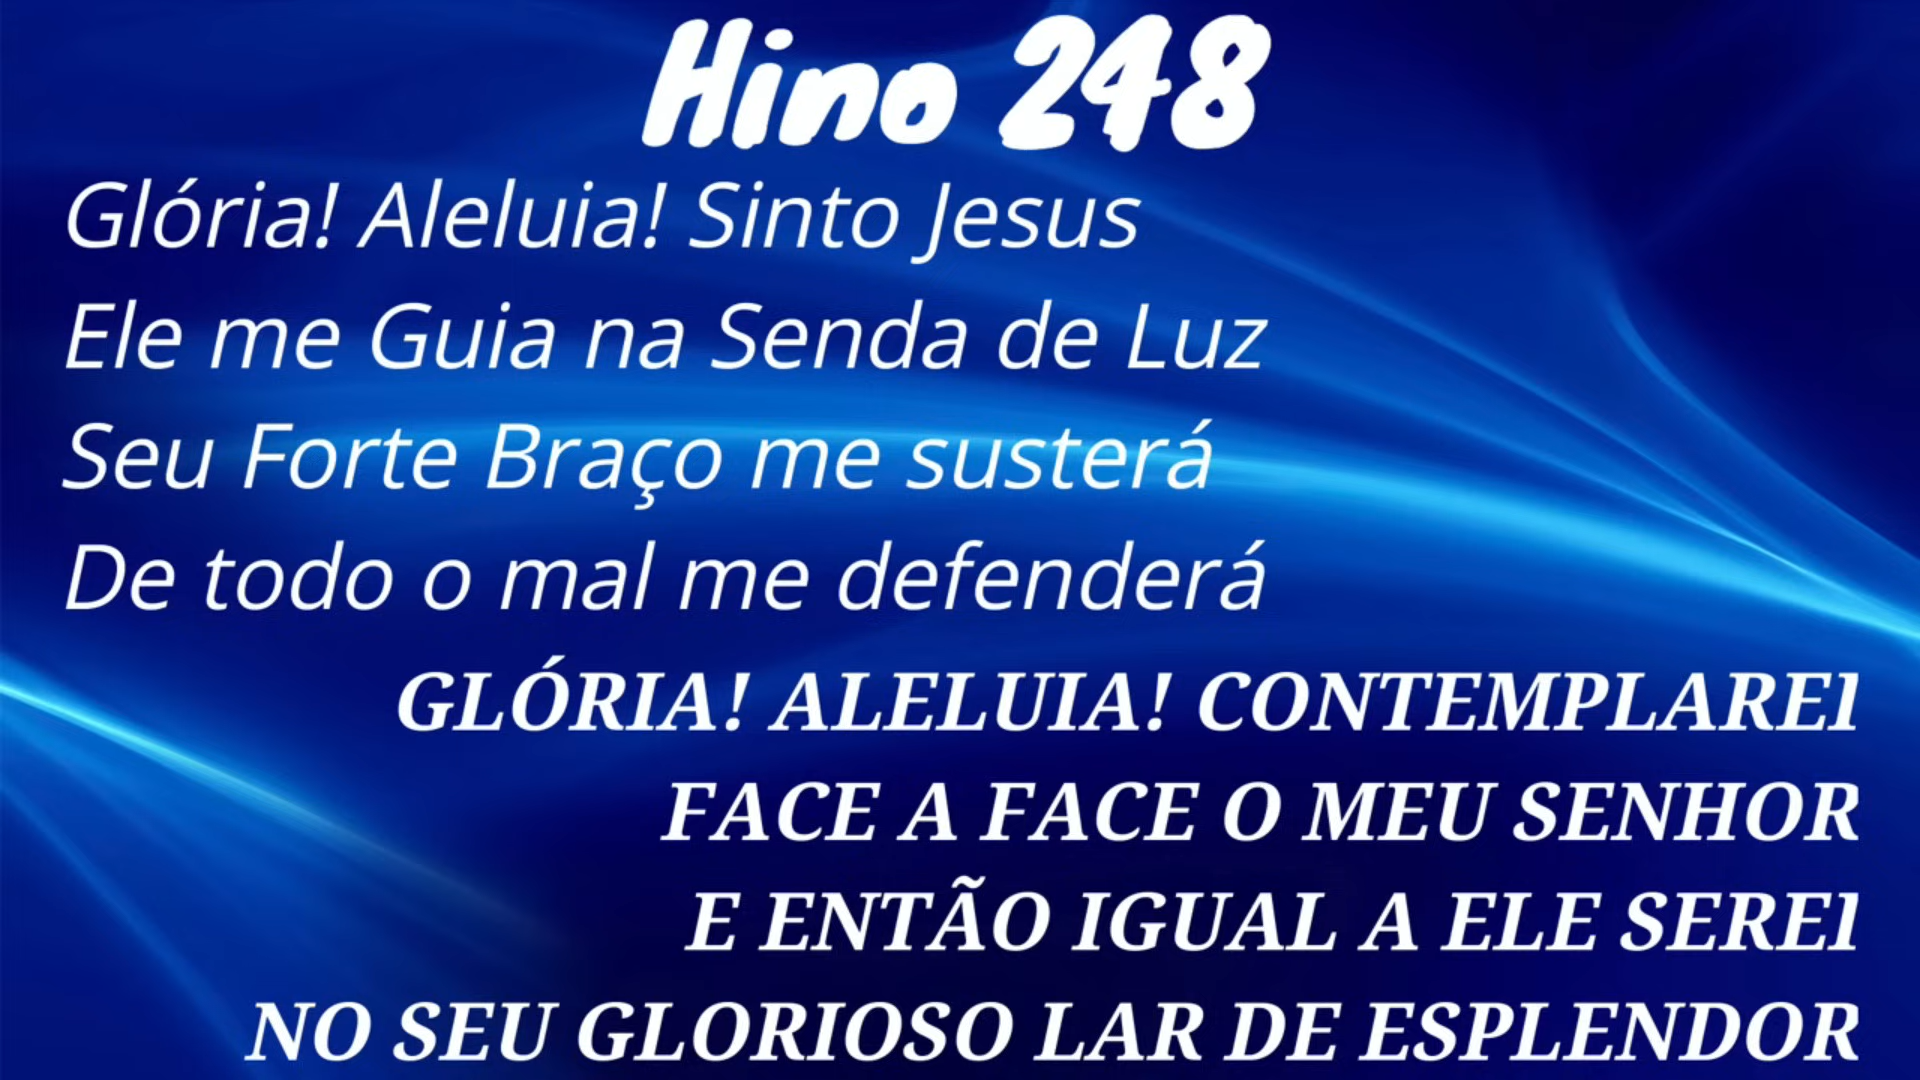 Hino 248
Glória! Aleluia! Sinto Jesus
Ele me Guia na Senda de Luz
Seu Forte Braço me susterá
De todo o mal me defenderá
GLÓRIA! ALELUIA! CONTEMPLAREI
FACE A FACE O MEU SENHOR
E ENTÃO IGUAL A ELE SEREI
NO SEU GLORIOSO LAR DE ESPLENDOR